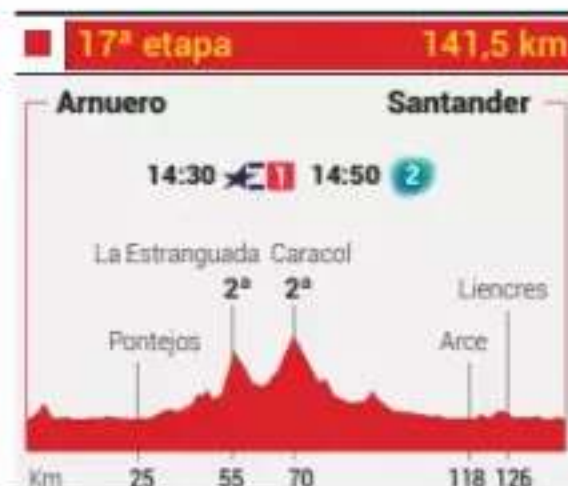 17ª etapa 141,5 km
Arnuero Santander
14:30 1 14:50 2
La Estranguada Caracol
2ª 2ª
Liencres
Pontejos Arce
Km 25 55 70 118 126